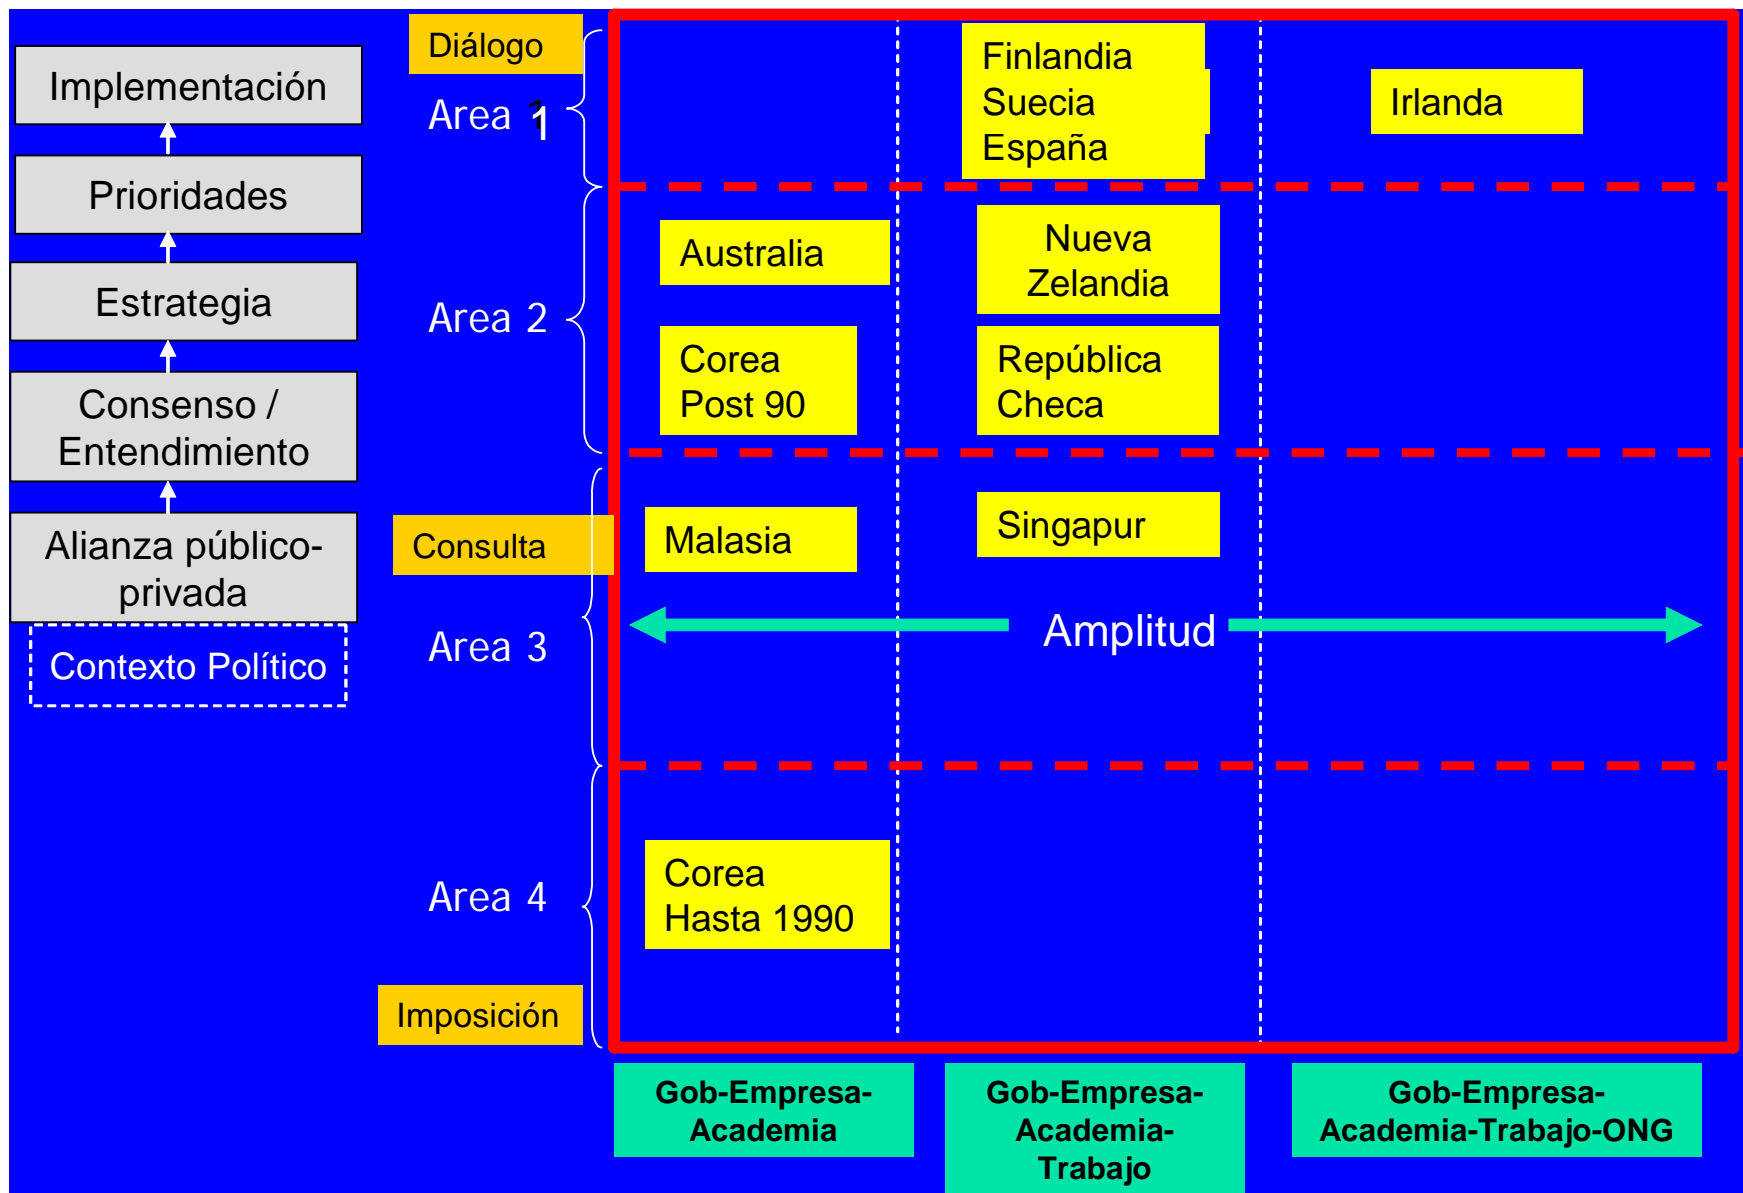 Implementación
Prioridades
Estrategia
Consenso /
Entendimiento
Alianza público-
privada
Contexto Político
Diálogo
Area 1
Area 2
Consulta
Area 3
Area 4
Imposición
Finlandia
Suecia
España
Irlanda
Australia
Nueva
Zelandia
Corea
Post 90
República
Checa
Malasia
Singapur
Amplitud
Corea
Hasta 1990
Gob-Empresa-
Academia
Gob-Empresa-
Academia-
Trabajo
Gob-Empresa-
Academia-Trabajo-ONG